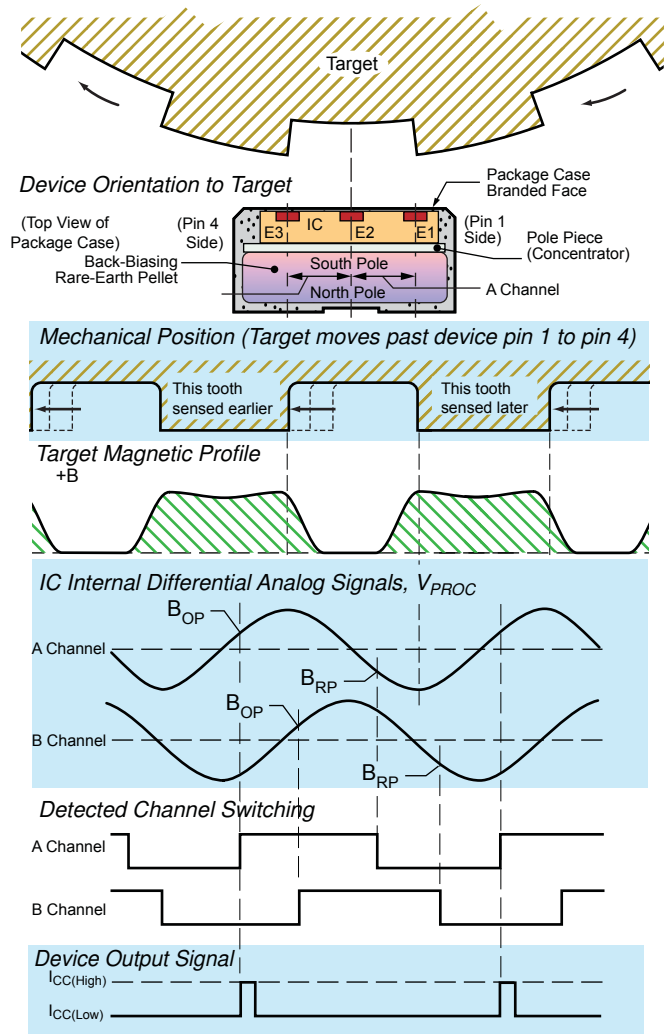 Target
Device Orientation to Target
Package Case
Branded Face
(Top View of
Package Case)
(Pin 4
Side)
E3
IC
E2
E1
(Pin 1
Side)
Pole Piece
(Concentrator)
Back-Biasing
Rare-Earth Pellet
South Pole
North Pole
A Channel
Mechanical Position (Target moves past device pin 1 to pin 4)
This tooth
sensed earlier
This tooth
sensed later
Target Magnetic Profile
+B
IC Internal Differential Analog Signals, VPROC
BOP
A Channel
BRP
BOP
B Channel
BRP
Detected Channel Switching
A Channel
B Channel
Device Output Signal
ICC(High)
ICC(Low)